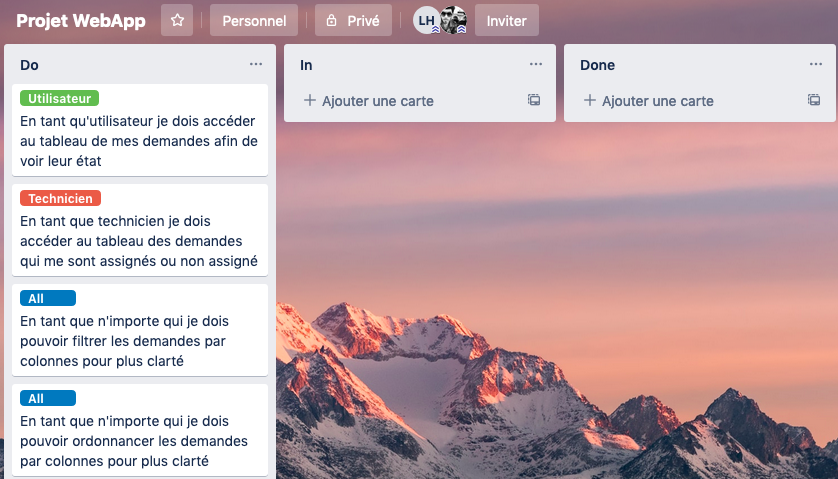 Projet WebApp
Personnel
Privé
LH
Inviter
Do
Utilisateur
En tant qu'utilisateur je dois accéder
au tableau de mes demandes afin de
voir leur état
Technicien
En tant que technicien je dois
accéder au tableau des demandes
qui me sont assignés ou non assigné
All
En tant que n'importe qui je dois
pouvoir filtrer les demandes par
colonnes pour plus clarté
All
En tant que n'importe qui je dois
pouvoir ordonnancer les demandes
par colonnes pour plus clarté
In
Ajouter une carte
Done
Ajouter une carte